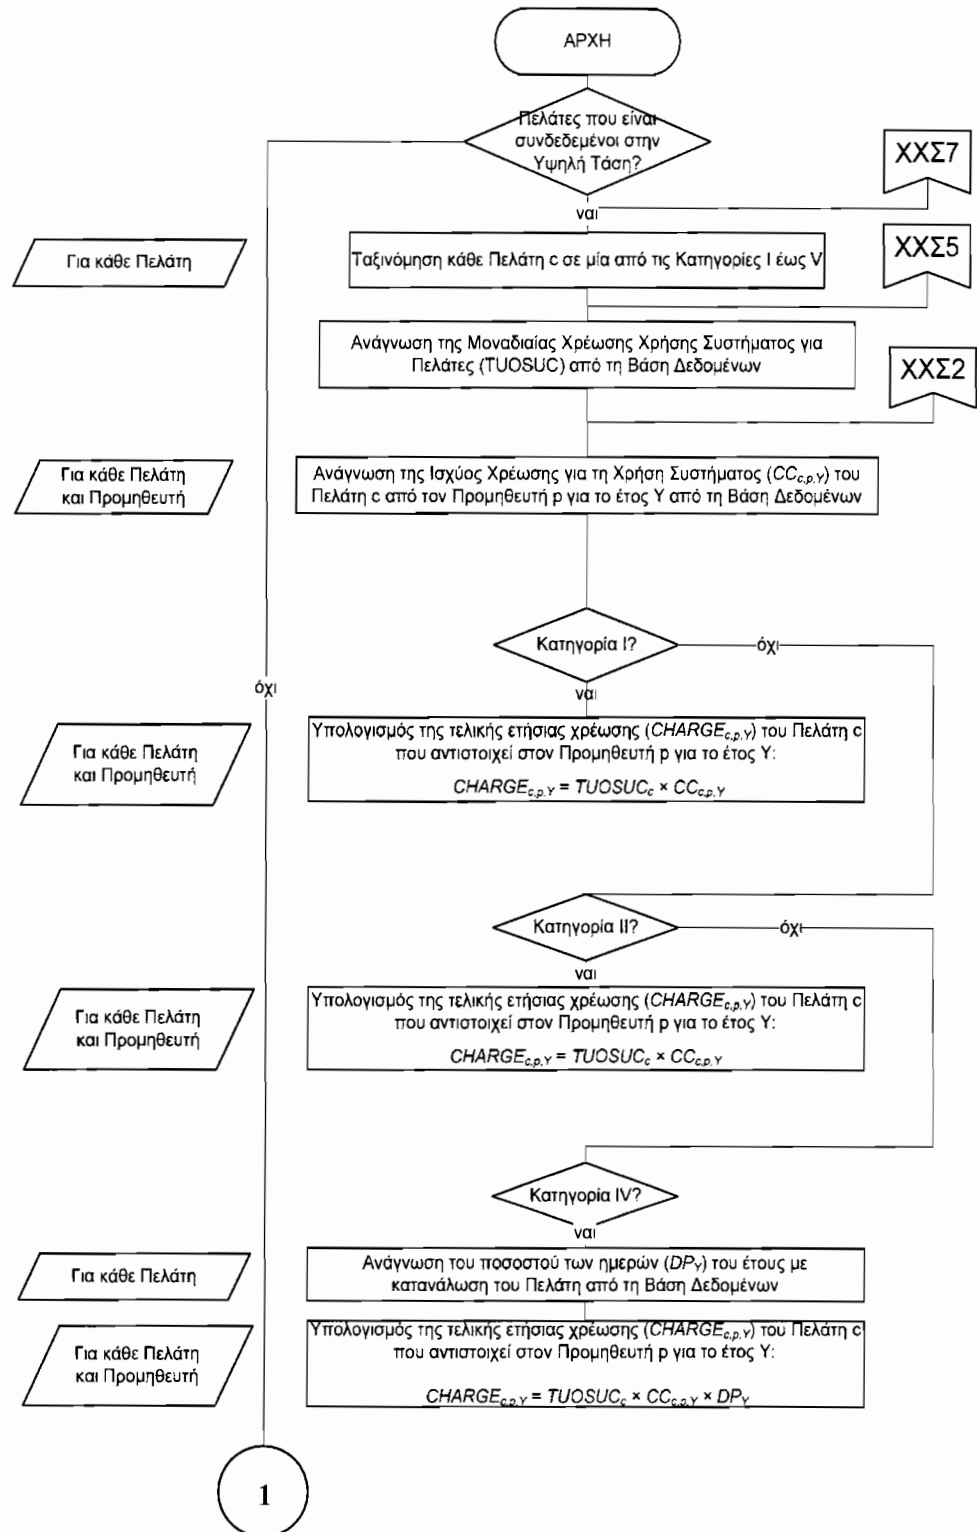 ΑΡΧΗ
Πελάτες που είναι
συνδεδεμένοι στην
Υψηλή Τάση?
ΧΧΣ7
ναι
Για κάθε Πελάτη
Ταξινόμηση κάθε Πελάτη c σε μία από τις Κατηγορίες I έως V
ΧΧΣ5
Ανάγνωση της Μοναδιαίας Χρέωσης Χρήσης Συστήματος για
Πελάτες (TUOSUC) από τη Βάση Δεδομένων
ΧΧΣ2
Για κάθε Πελάτη
και Προμηθευτή
Ανάγνωση της Ισχύος Χρέωσης για τη Χρήση Συστήματος (CCc,p,Y) του
Πελάτη c από τον Προμηθευτή p για το έτος Y από τη Βάση Δεδομένων
Κατηγορία I?
όχι
ναι
όχι
Για κάθε Πελάτη
και Προμηθευτή
Υπολογισμός της τελικής ετήσιας χρέωσης (CHARGEc,p,Y) του Πελάτη c
που αντιστοιχεί στον Προμηθευτή p για το έτος Y:
CHARGEc,p,Y = TUOSUCc × CCc,p,Y
Κατηγορία II?
όχι
ναι
Για κάθε Πελάτη
και Προμηθευτή
Υπολογισμός της τελικής ετήσιας χρέωσης (CHARGEc,p,Y) του Πελάτη c
που αντιστοιχεί στον Προμηθευτή p για το έτος Y:
CHARGEc,p,Y = TUOSUCc × CCc,p,Y
Κατηγορία IV?
ναι
Για κάθε Πελάτη
Ανάγνωση του ποσοστού των ημερών (DPY) του έτους με
κατανάλωση του Πελάτη από τη Βάση Δεδομένων
Για κάθε Πελάτη
και Προμηθευτή
Υπολογισμός της τελικής ετήσιας χρέωσης (CHARGEc,p,Y) του Πελάτη c
που αντιστοιχεί στον Προμηθευτή p για το έτος Y:
CHARGEc,p,Y = TUOSUCc × CCc,p,Y × DPY
1